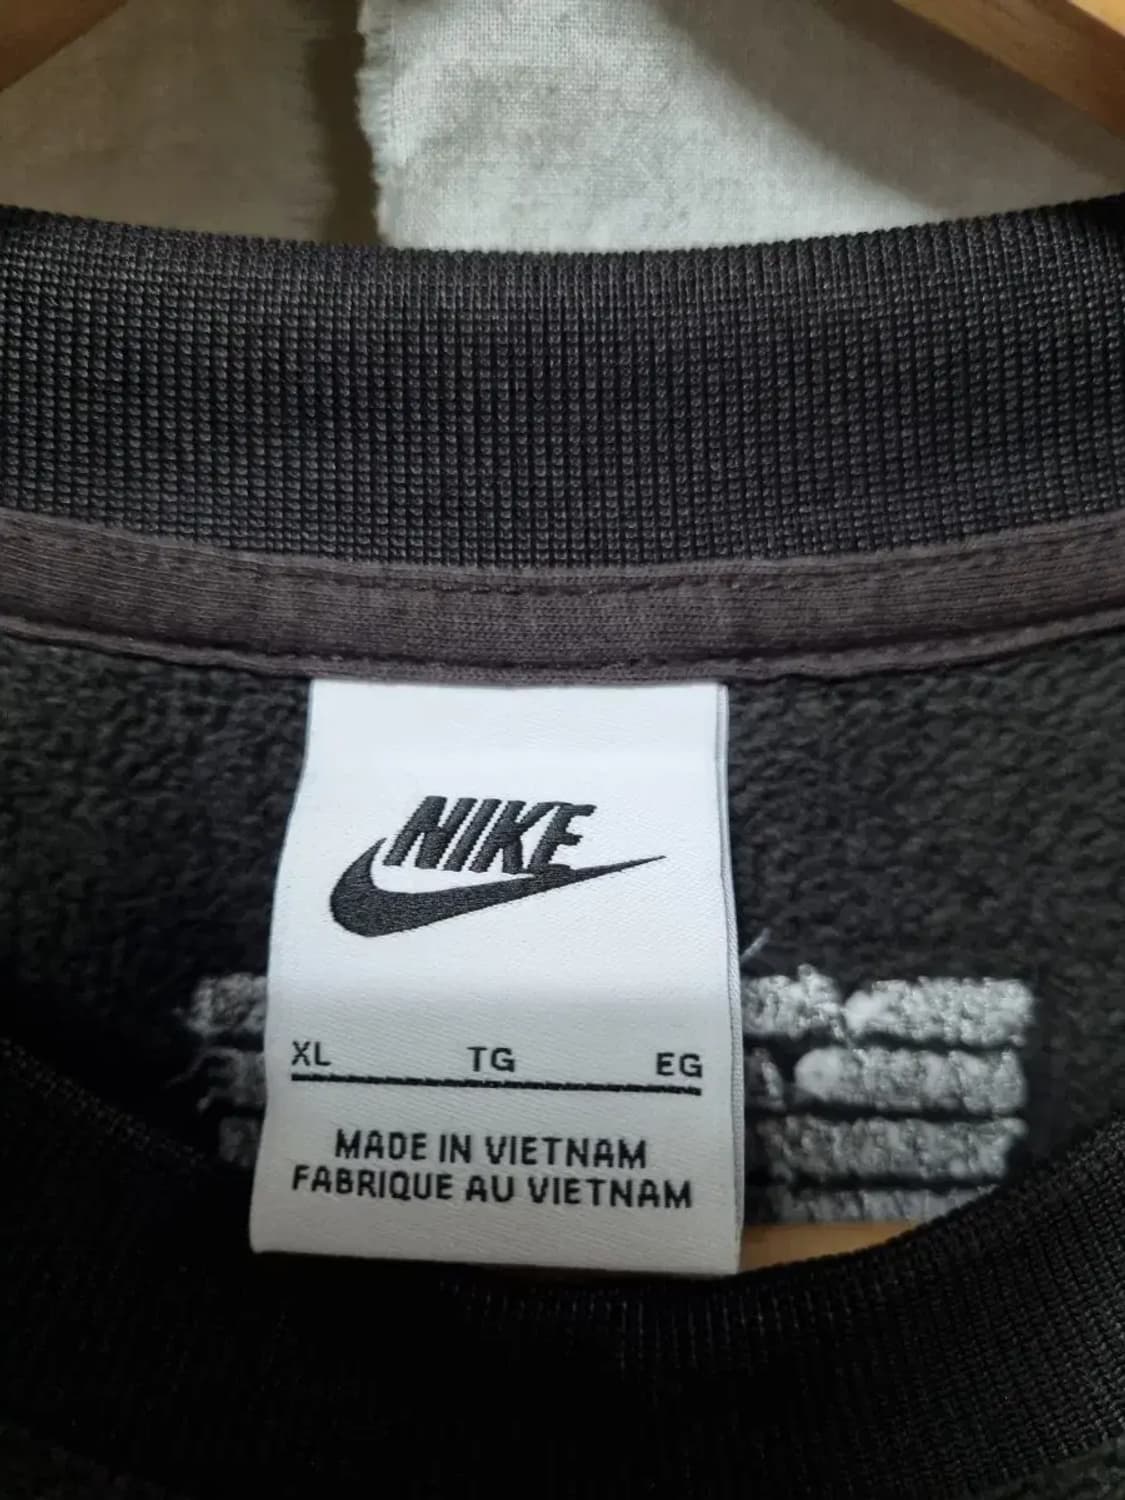 NIKE
XL TG EG
MADE IN VIETNAM
FABRIQUE AU VIETNAM